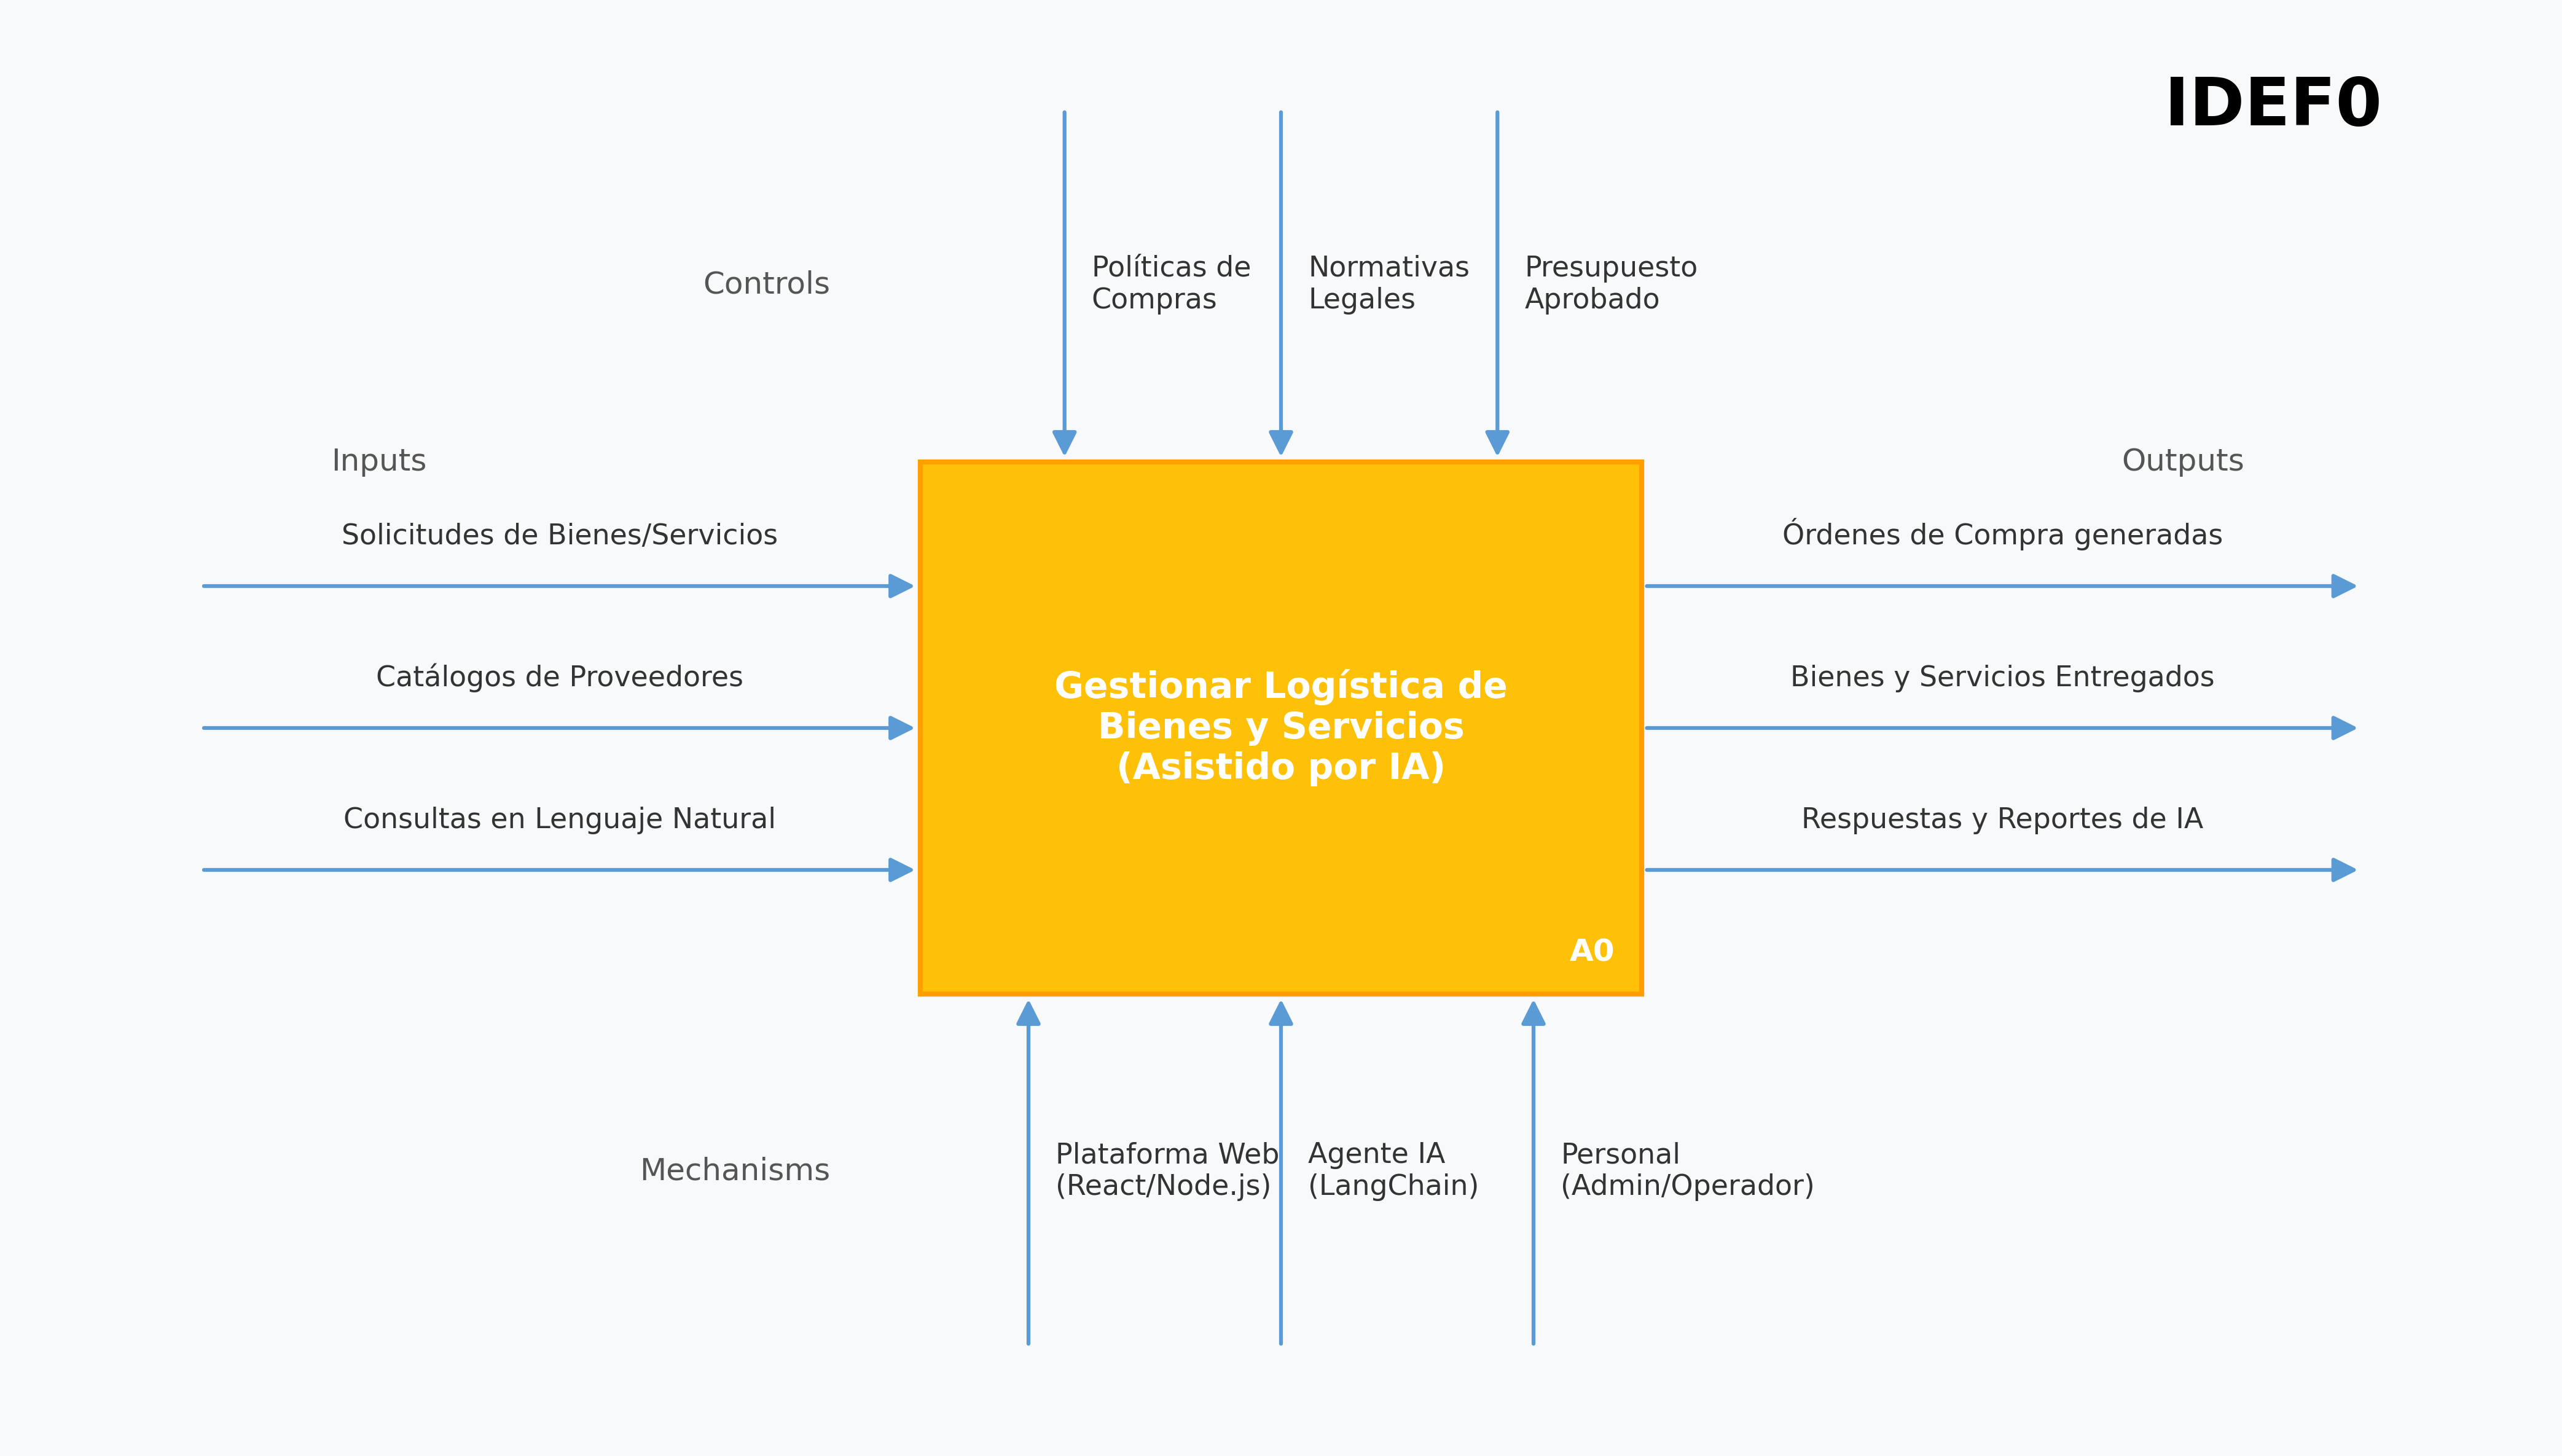 IDEF0
Controls
Políticas de
Compras
Normativas
Legales
Presupuesto
Aprobado
Inputs
Outputs
Solicitudes de Bienes/Servicios
Catálogos de Proveedores
Consultas en Lenguaje Natural
Gestionar Logística de
Bienes y Servicios
(Asistido por IA)
A0
Órdenes de Compra generadas
Bienes y Servicios Entregados
Respuestas y Reportes de IA
Mechanisms
Plataforma Web
(React/Node.js)
Agente IA
(LangChain)
Personal
(Admin/Operador)